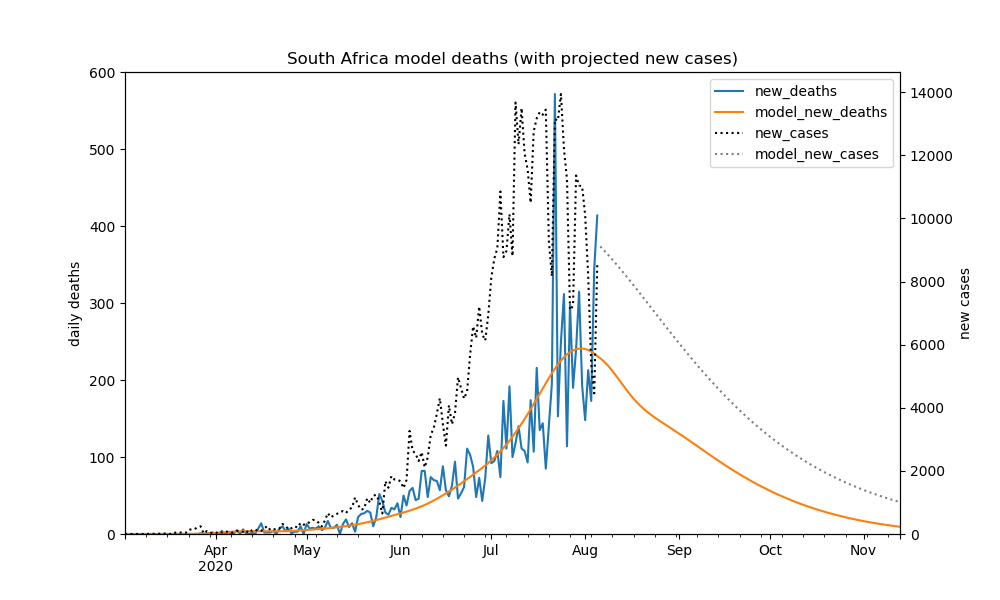 South Africa model deaths (with projected new cases)
new_deaths
model_new_deaths
new_cases
model_new_cases
daily deaths
new cases
600
500
400
300
200
100
0
14000
12000
10000
8000
6000
4000
2000
0
Apr
2020
May
Jun
Jul
Aug
Sep
Oct
Nov